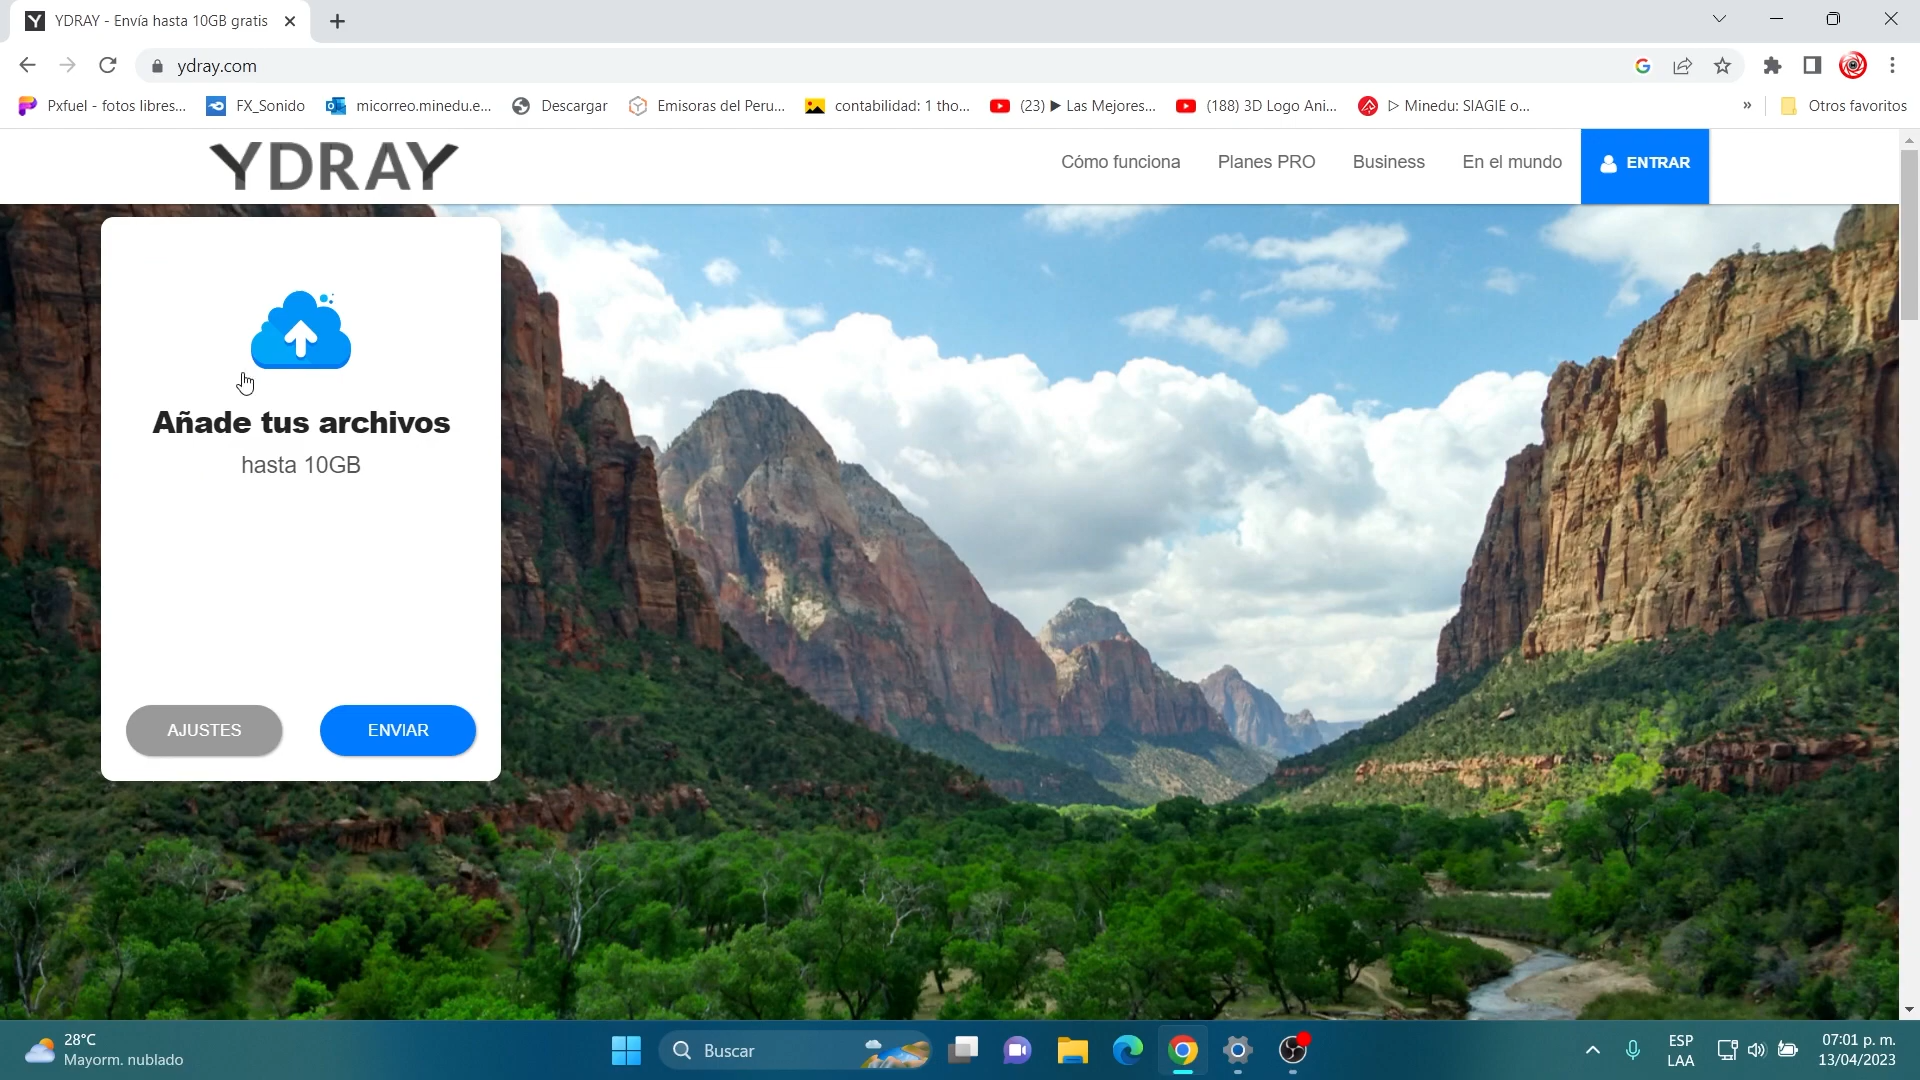 YDRAY - Envía hasta 10GB gratis
ydray.com
Pxfuel - fotos libres...
FX_Sonido
micorreo.minedu.e...
Descargar
Emisoras del Peru...
contabilidad: 1 tho...
(23) ▶ Las Mejores...
(188) 3D Logo Ani...
▷ Minedu: SIAGIE o...
»
Otros favoritos
YDRAY
Cómo funciona
Planes PRO
Business
En el mundo
ENTRAR
Añade tus archivos
hasta 10GB
AJUSTES
ENVIAR
28°C
Mayorm. nublado
Buscar
ESP
LAA
07:01 p. m.
13/04/2023